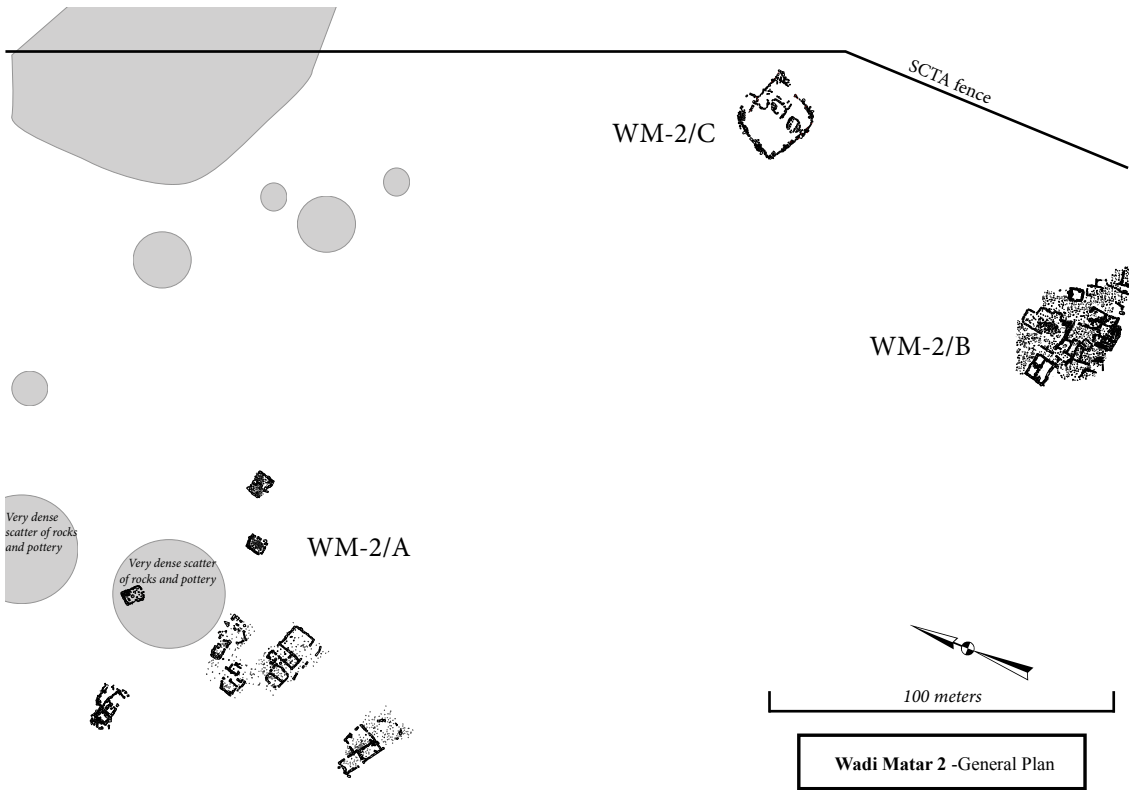 SCTA fence
WM-2/C
WM-2/B
Very dense
scatter of rocks
and pottery
WM-2/A
Very dense scatter
of rocks and pottery
100 meters
Wadi Matar 2 -General Plan